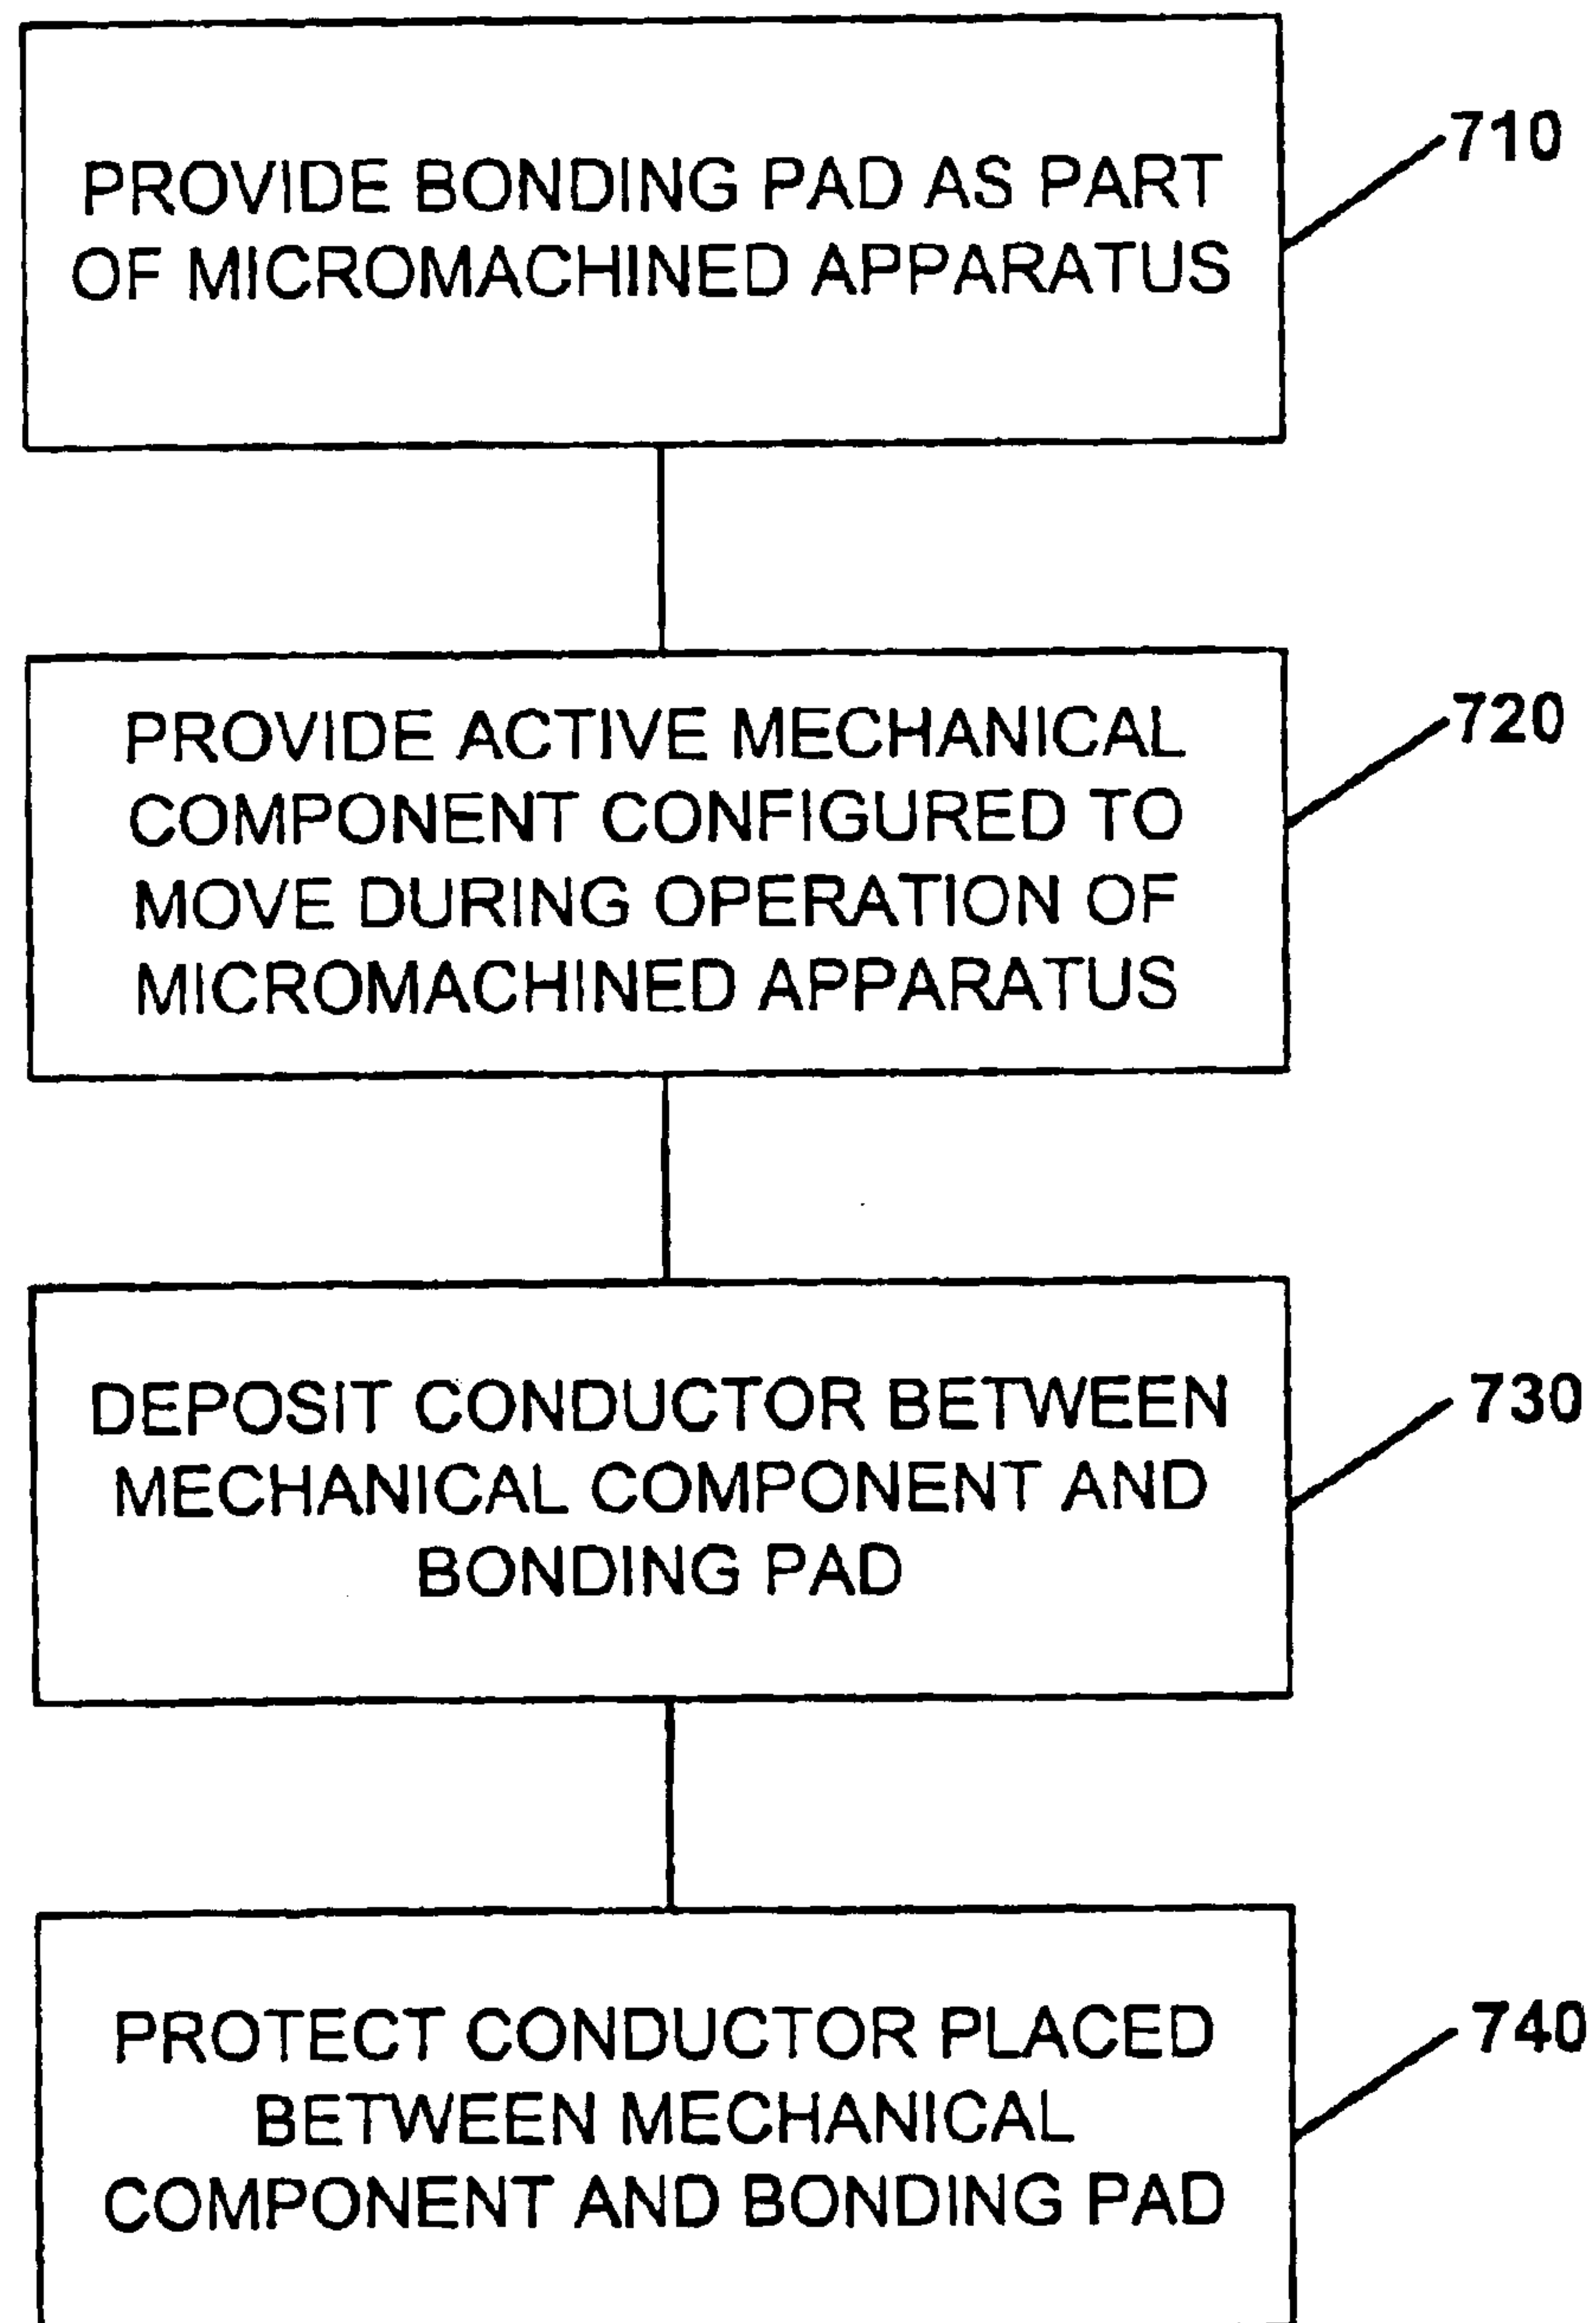 PROVIDE BONDING PAD AS PART
OF MICROMACHINED APPARATUS
710
PROVIDE ACTIVE MECHANICAL
COMPONENT CONFIGURED TO
MOVE DURING OPERATION OF
MICROMACHINED APPARATUS
720
DEPOSIT CONDUCTOR BETWEEN
MECHANICAL COMPONENT AND
BONDING PAD
730
PROTECT CONDUCTOR PLACED
BETWEEN MECHANICAL
COMPONENT AND BONDING PAD
740